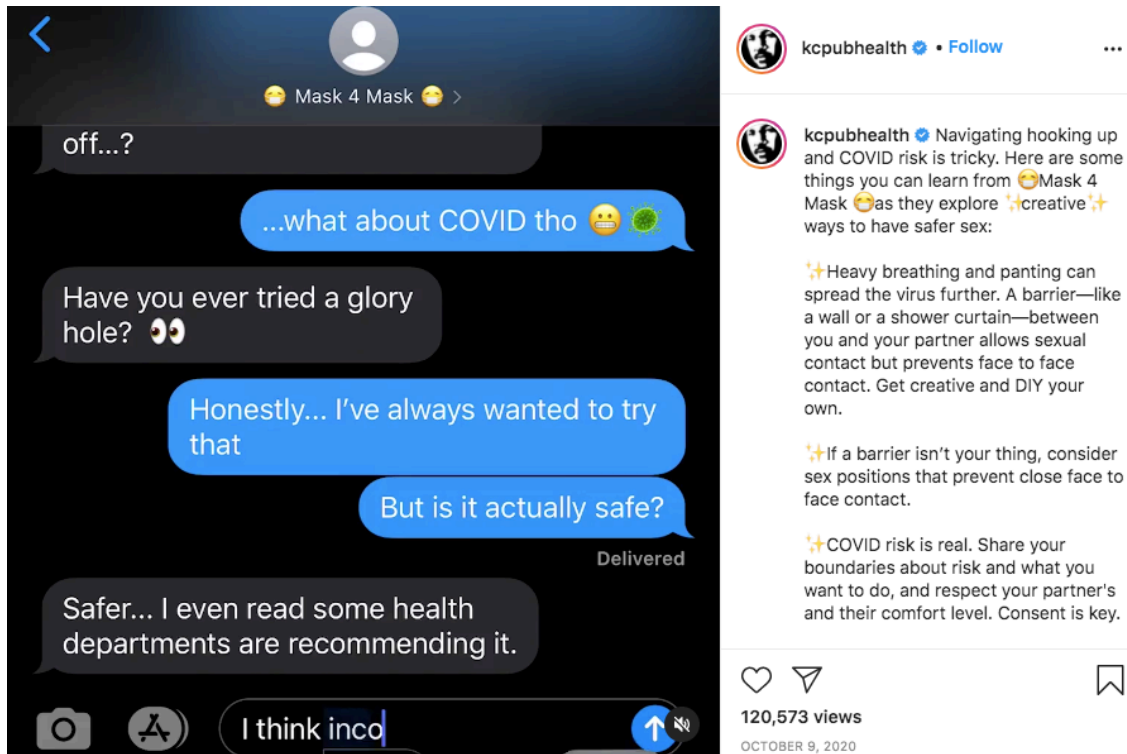 😷 Mask 4 Mask 😷 >
off...?
...what about COVID tho 😬 🦠
Have you ever tried a glory
hole? 👀
Honestly... I’ve always wanted to try
that
But is it actually safe?
Delivered
Safer... I even read some health
departments are recommending it.
I think inco
kcpubhealth • Follow
kcpubhealth Navigating hooking up
and COVID risk is tricky. Here are some
things you can learn from 😷Mask 4
Mask 😷as they explore ✨creative✨
ways to have safer sex:
✨Heavy breathing and panting can
spread the virus further. A barrier—like
a wall or a shower curtain—between
you and your partner allows sexual
contact but prevents face to face
contact. Get creative and DIY your
own.
✨If a barrier isn’t your thing, consider
sex positions that prevent close face to
face contact.
✨COVID risk is real. Share your
boundaries about risk and what you
want to do, and respect your partner's
and their comfort level. Consent is key.
120,573 views
OCTOBER 9, 2020